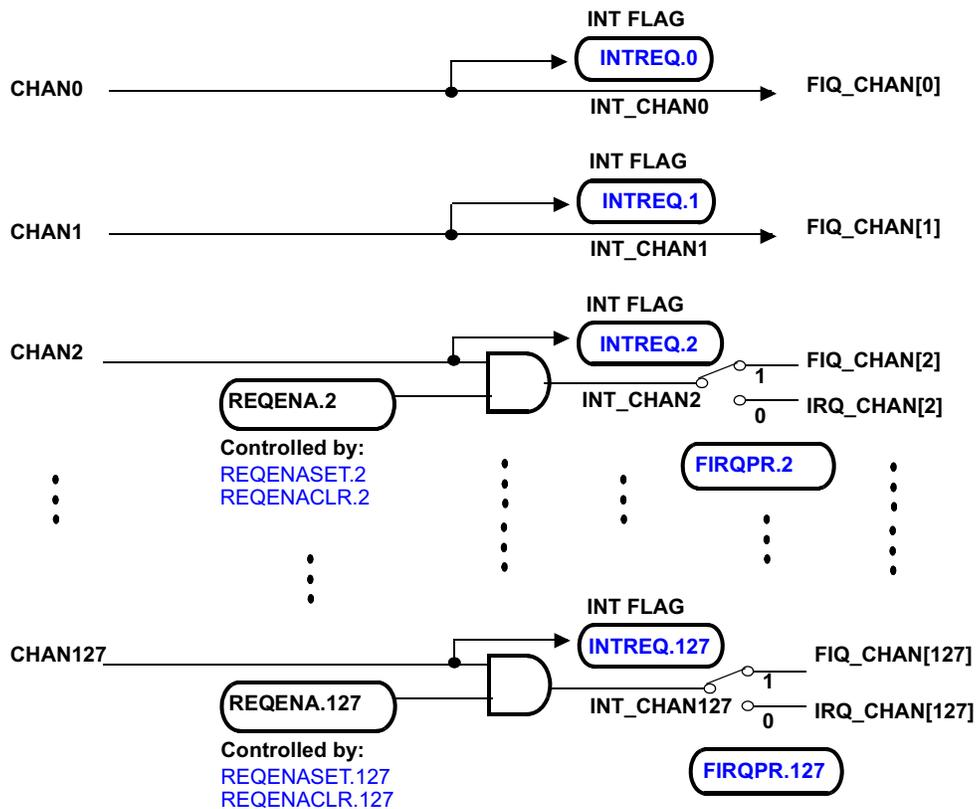 INT FLAG
INTREQ.0
CHAN0
FIQ_CHAN[0]
INT_CHAN0
INT FLAG
INTREQ.1
CHAN1
FIQ_CHAN[1]
INT_CHAN1
INT FLAG
INTREQ.2
CHAN2
FIQ_CHAN[2]
1
REQENA.2
INT_CHAN2
IRQ_CHAN[2]
0
Controlled by:
REQENASET.2
REQENACLR.2
FIRQPR.2
INT FLAG
INTREQ.127
CHAN127
FIQ_CHAN[127]
1
REQENA.127
INT_CHAN127
IRQ_CHAN[127]
0
Controlled by:
REQENASET.127
REQENACLR.127
FIRQPR.127